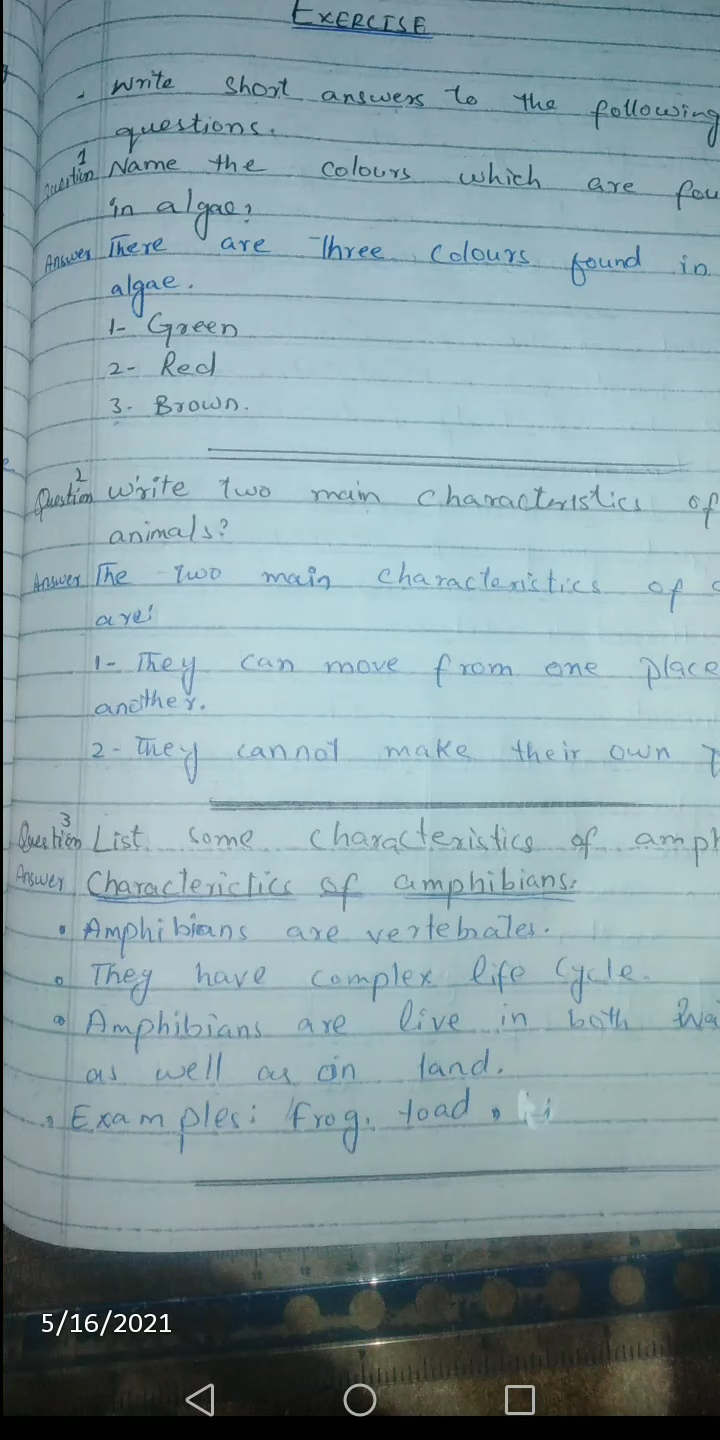 EXERCISE
- Write short answers to the following
questions.
Question 1 Name the colours which are fou
in algae?
Answer There are Three colours found in
algae.
1- Green
2- Red
3- Brown.
Question 2 write two main characteristics of
animals?
Answer The two main characterictics of
are:
1- They can move from one place
another.
2- They cannot make their own
Question 3 List some characteristics of amph
Answer Characterictics of amphibians:
• Amphibians are vertebrates.
• They have complex life Cycle.
• Amphibians are live in both Wa
as well as on land.
• Examples: frog, toad,
5/16/2021